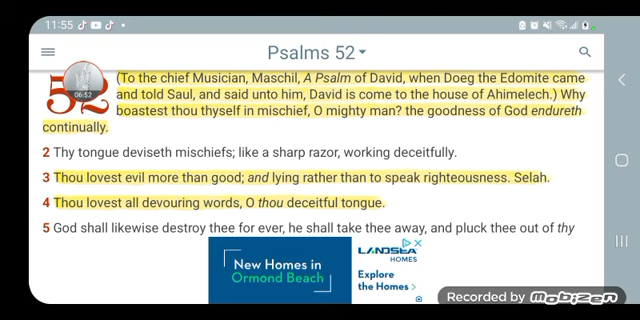 11:55
Psalms 52
52 (To the chief Musician, Maschil, A Psalm of David, when Doeg the Edomite came
and told Saul, and said unto him, David is come to the house of Ahimelech.) Why
06:52
boastest thou thyself in mischief, O mighty man? the goodness of God endureth
continually.
2 Thy tongue deviseth mischiefs; like a sharp razor, working deceitfully.
3 Thou lovest evil more than good; and lying rather than to speak righteousness. Selah.
4 Thou lovest all devouring words, O thou deceitful tongue.
5 God shall likewise destroy thee for ever, he shall take thee away, and pluck thee out of thy
New Homes in
Ormond Beach
LANDSEA
HOMES
Explore
the Homes >
Recorded by Mobizen